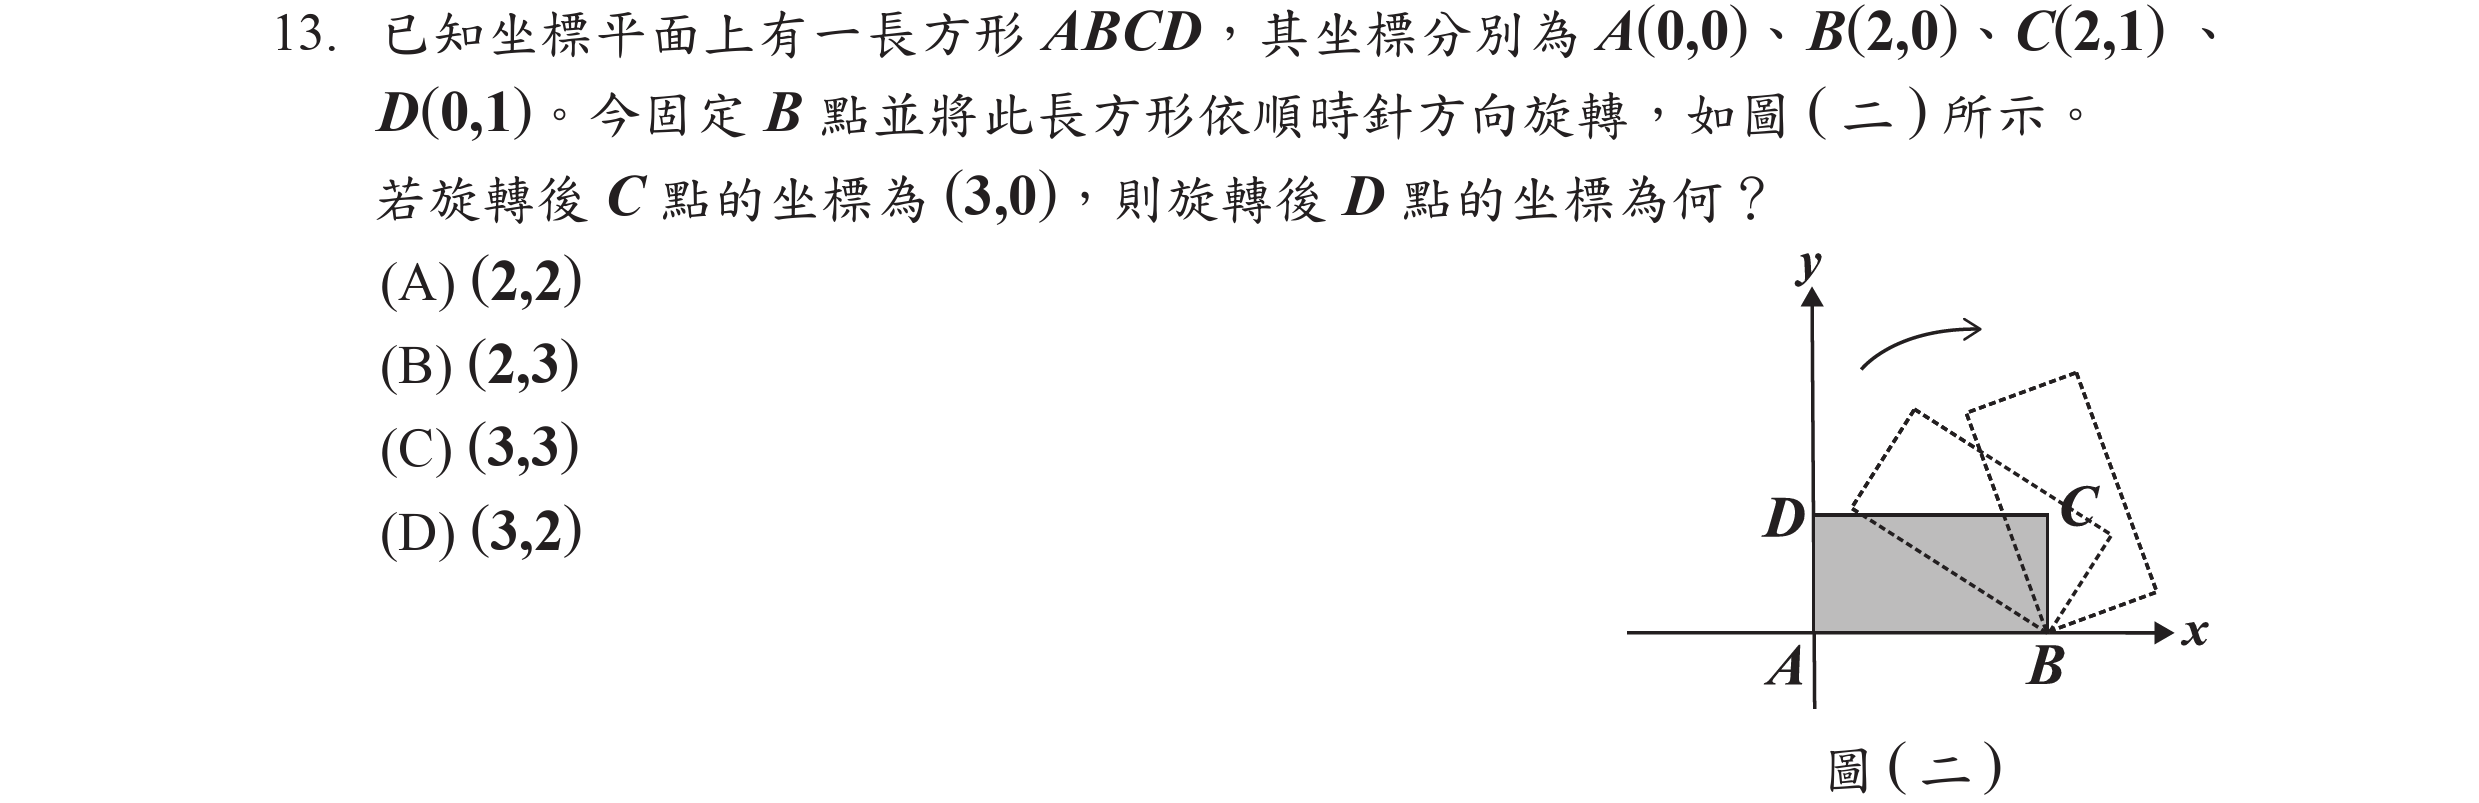 13. 已知坐標平面上有一長方形 ABCD，其坐標分別為 A(0,0)、B(2,0)、C(2,1) 、
D(0,1)。今固定 B 點並將此長方形依順時針方向旋轉，如圖(二)所示。
若旋轉後 C 點的坐標為 (3,0)，則旋轉後 D 點的坐標為何？
(A) (2,2)
(B) (2,3)
(C) (3,3)
(D) (3,2)
y
D
C
x
A
B
圖(二)